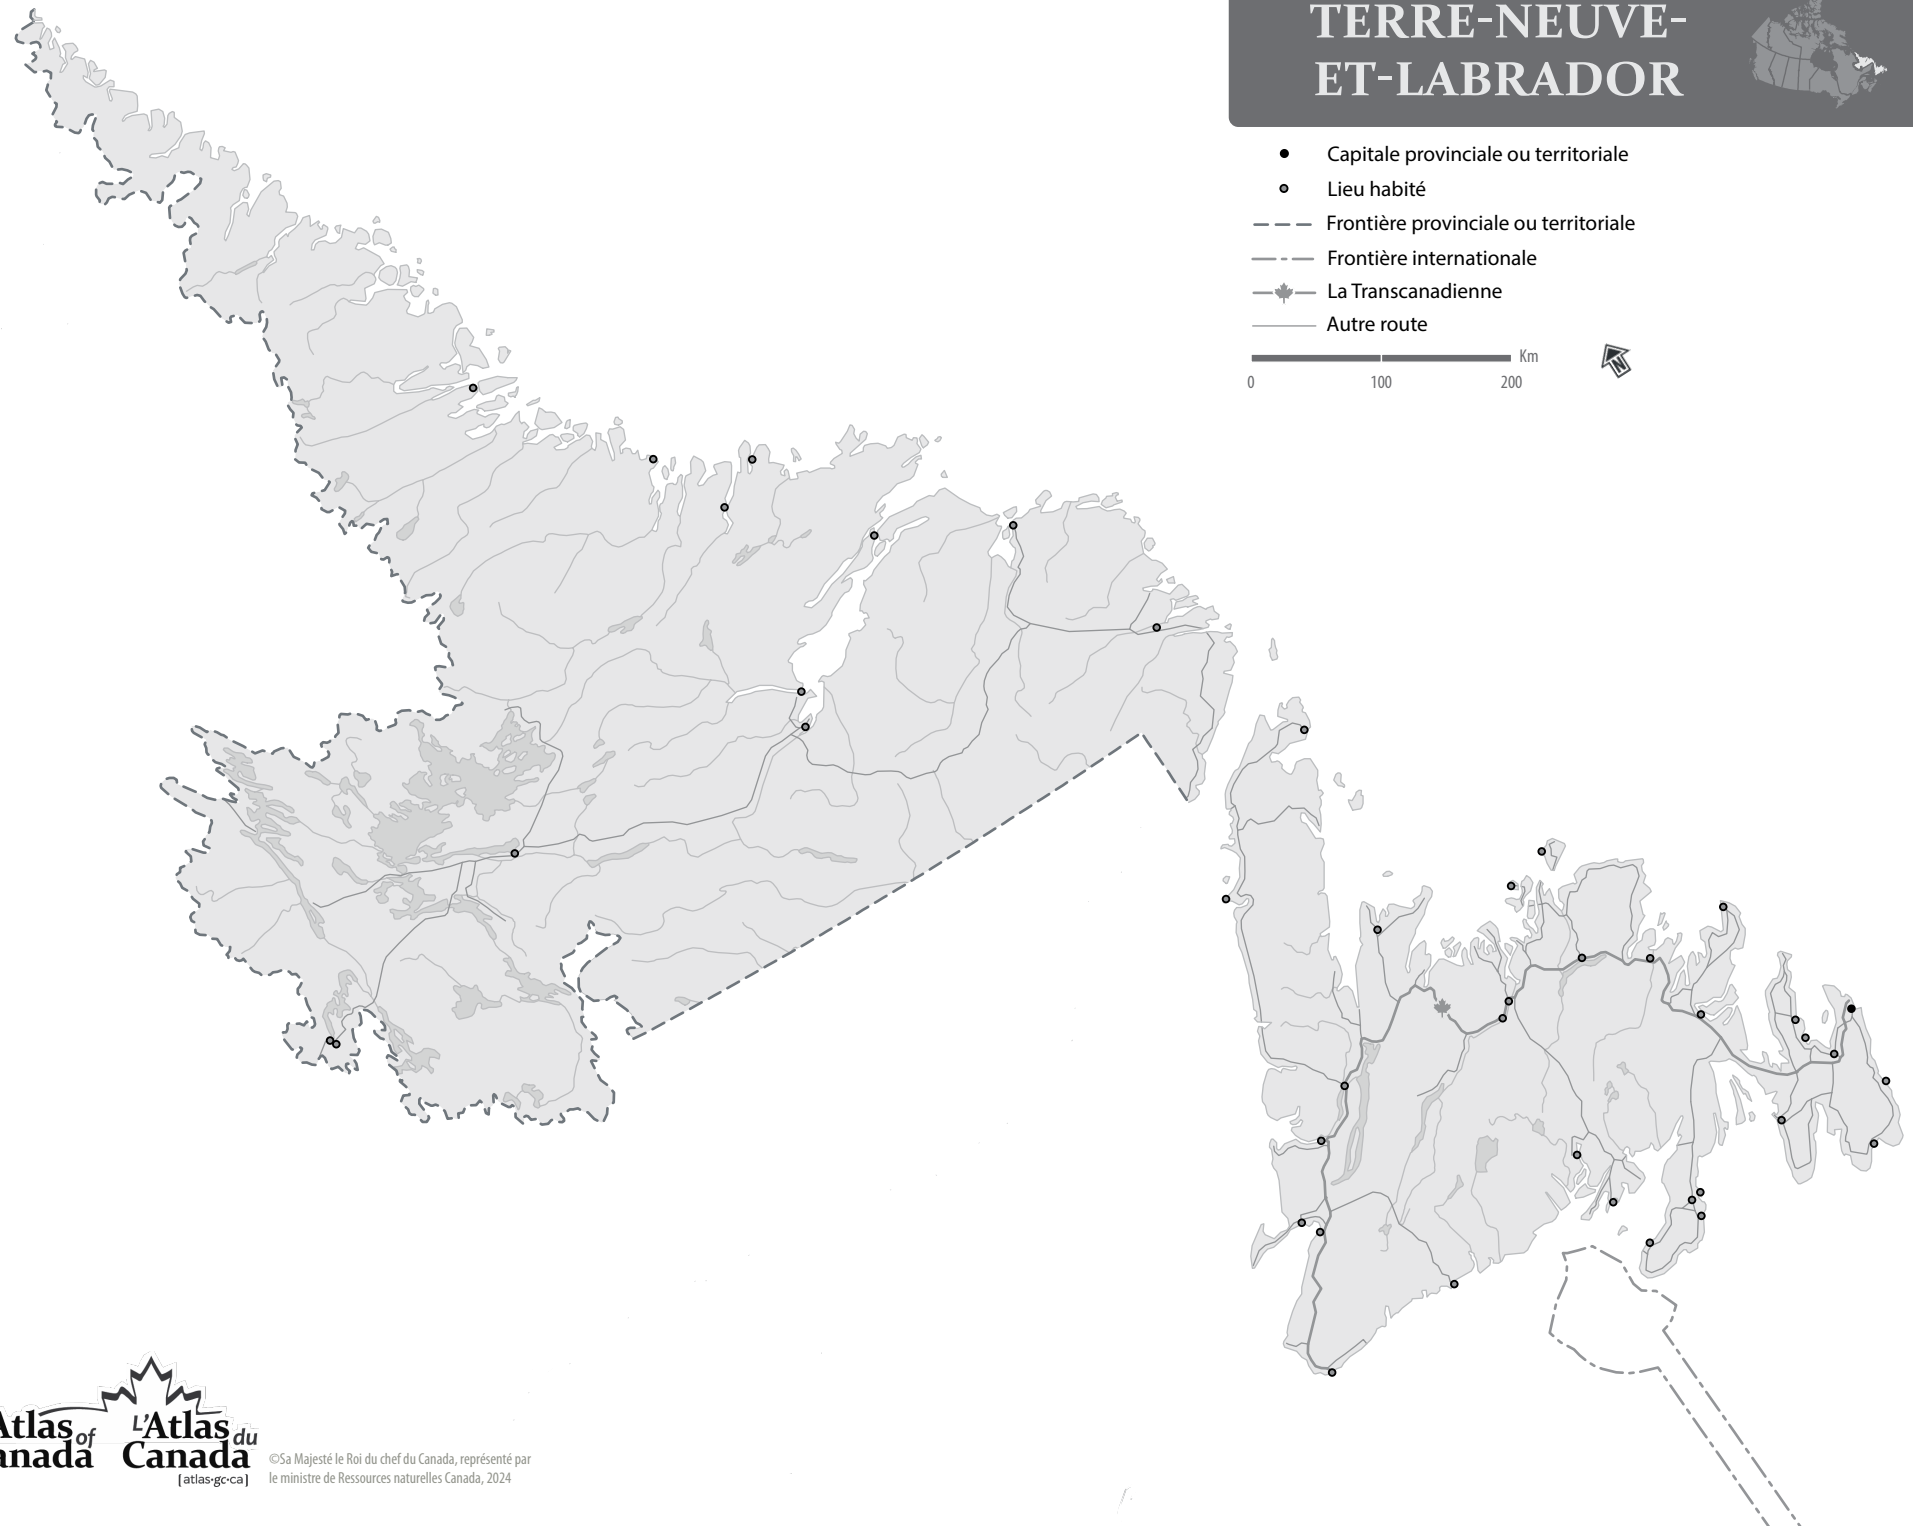 TERRE-NEUVE-
ET-LABRADOR
Capitale provinciale ou territoriale
Lieu habité
Frontière provinciale ou territoriale
Frontière internationale
La Transcanadienne
Autre route
Km
0 100 200
N
Atlas of
anada
L'Atlas du
Canada
[atlas•gc•ca]
©Sa Majesté le Roi du chef du Canada, représenté par
le ministre de Ressources naturelles Canada, 2024